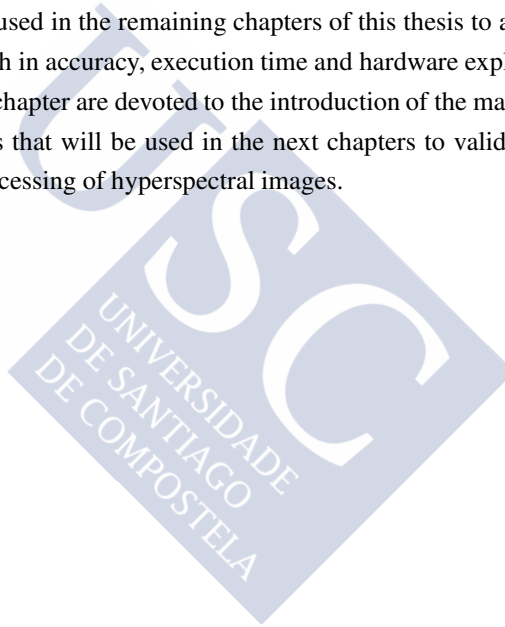 used in the remaining chapters of this thesis to a
h in accuracy, execution time and hardware expl
chapter are devoted to the introduction of the ma
s that will be used in the next chapters to valid
cessing of hyperspectral images.
USC
UNIVERSIDADE
DE SANTIAGO
DE COMPOSTELA